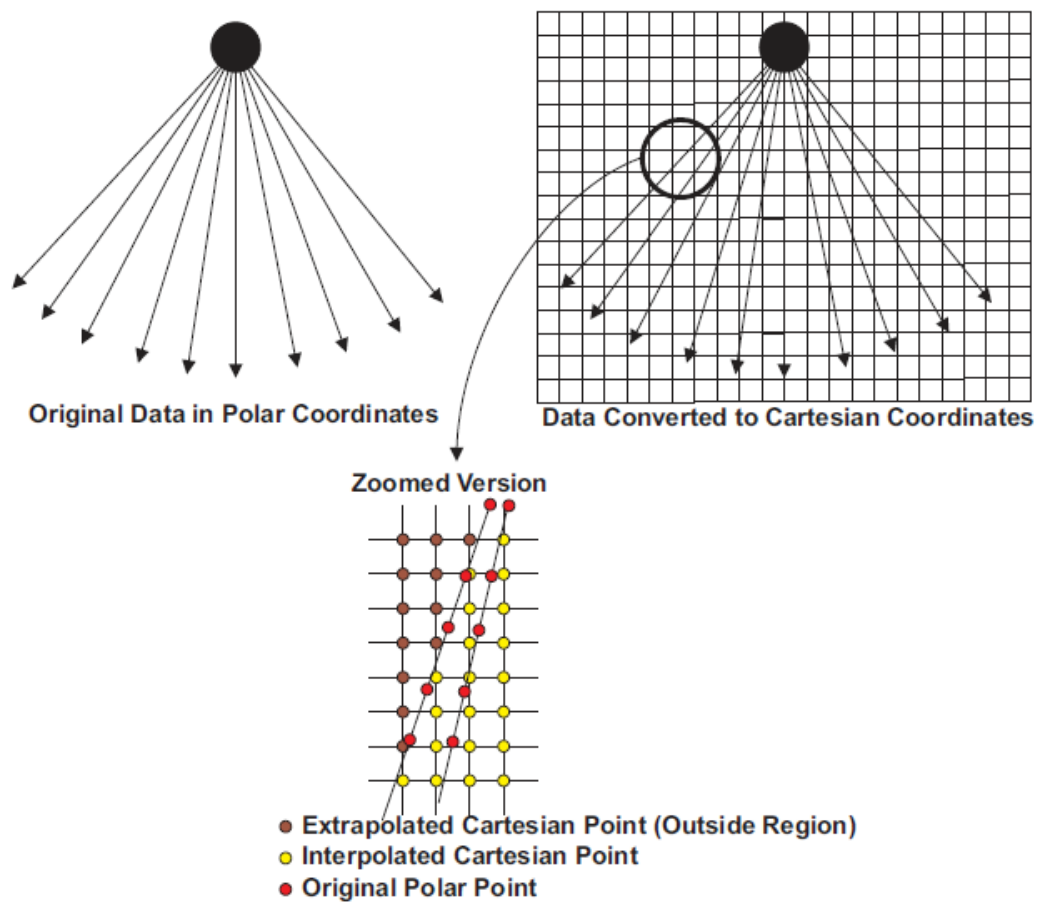 Original Data in Polar Coordinates
Data Converted to Cartesian Coordinates
Zoomed Version
Extrapolated Cartesian Point (Outside Region)
Interpolated Cartesian Point
Original Polar Point